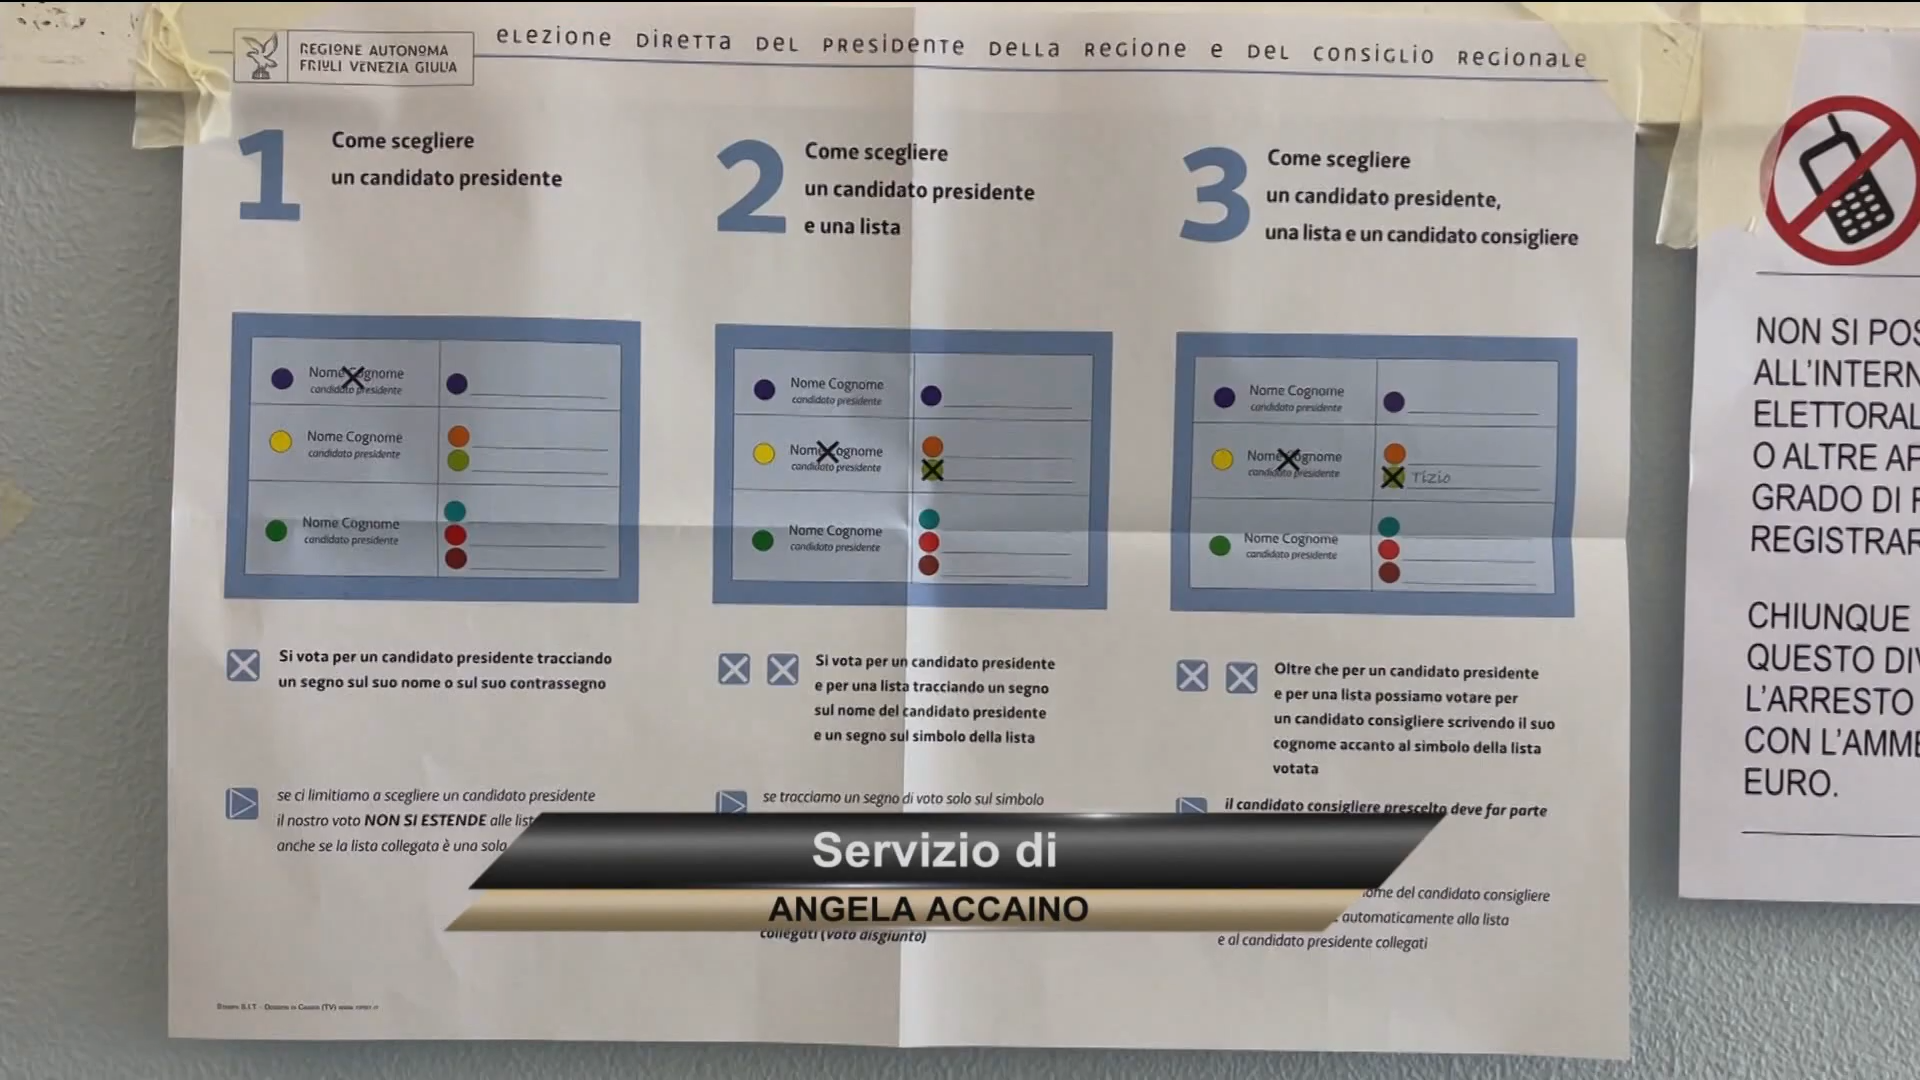 REGIONE AUTONOMA
FRIULI VENEZIA GIULIA
elezione diretta del presidente della regione e del consiglio regionale
1
Come scegliere
un candidato presidente
2
Come scegliere
un candidato presidente
e una lista
3
Come scegliere
un candidato presidente,
una lista e un candidato consigliere
Nome Cognome
candidato presidente
Nome Cognome
candidato presidente
Nome Cognome
candidato presidente
Nome Cognome
candidato presidente
Nome Cognome
candidato presidente
Nome Cognome
candidato presidente
Nome Cognome
candidato presidente
Nome Cognome
candidato presidente
Tizio
Nome Cognome
candidato presidente
Si vota per un candidato presidente tracciando
un segno sul suo nome o sul suo contrassegno
se ci limitiamo a scegliere un candidato presidente
il nostro voto NON SI ESTENDE alle
anche se la lista collegata è una
Si vota per un candidato presidente
e per una lista tracciando un segno
sul nome del candidato presidente
e un segno sul simbolo della lista
se tracciamo un segno di voto solo sul simbolo
collegati (voto disgiunto)
Oltre che per un candidato presidente
e per una lista possiamo votare per
un candidato consigliere scrivendo il suo
cognome accanto al simbolo della lista
votata
il candidato consigliere prescelto deve far parte
del candidato consigliere
automaticamente alla lista
e al candidato presidente collegati
Servizio di
ANGELA ACCAINO
NON SI
ALL'INTERN
ELETTORAL
O ALTRE
GRADO DI
REGISTRAR
CHIUNQUE
QUESTO
L'ARRESTO
CON L'AMME
EURO.